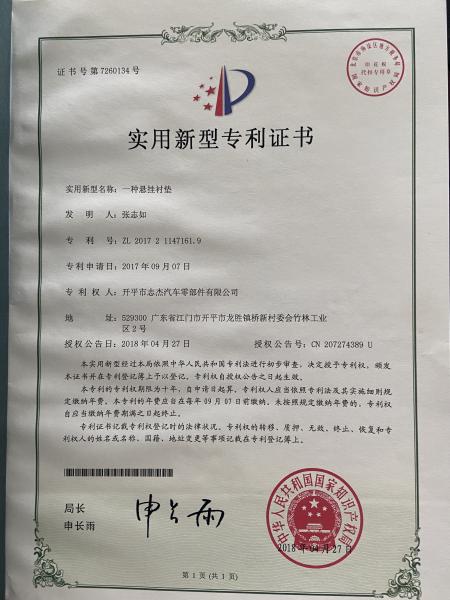 证书号第7260134号
印花税
代扣专用章
国家知识产权局
实用新型专利证书
实用新型名称：一种悬挂衬垫
发 明 人：张志如
专 利 号：ZL 2017 2 1147161.9
专利申请日：2017年09月07日
专 利 权 人：开平市志杰汽车零部件有限公司
地 址：529300 广东省江门市开平市龙胜镇桥新村委会竹林工业
区2号
授权公告日：2018年04月27日 授权公告号：CN 207274389 U
本实用新型经过本局依照中华人民共和国专利法进行初步审查，决定授予专利权，颁发
本证书并在专利登记簿上予以登记。专利权自授权公告之日起生效。
本专利的专利权期限为十年，自申请日起算。专利权人应当依照专利法及其实施细则规
定缴纳年费。本专利的年费应当在每年09月07日前缴纳。未按照规定缴纳年费的，专利权
自应当缴纳年费期满之日起终止。
专利证书记载专利权登记时的法律状况。专利权的转移、质押、无效、终止、恢复和专
利权人的姓名或名称、国籍、地址变更等事项记载在专利登记簿上。
局长
申长雨
申长雨
中华人民共和国国家知识产权局
2018年04月27日
第1页（共1页）